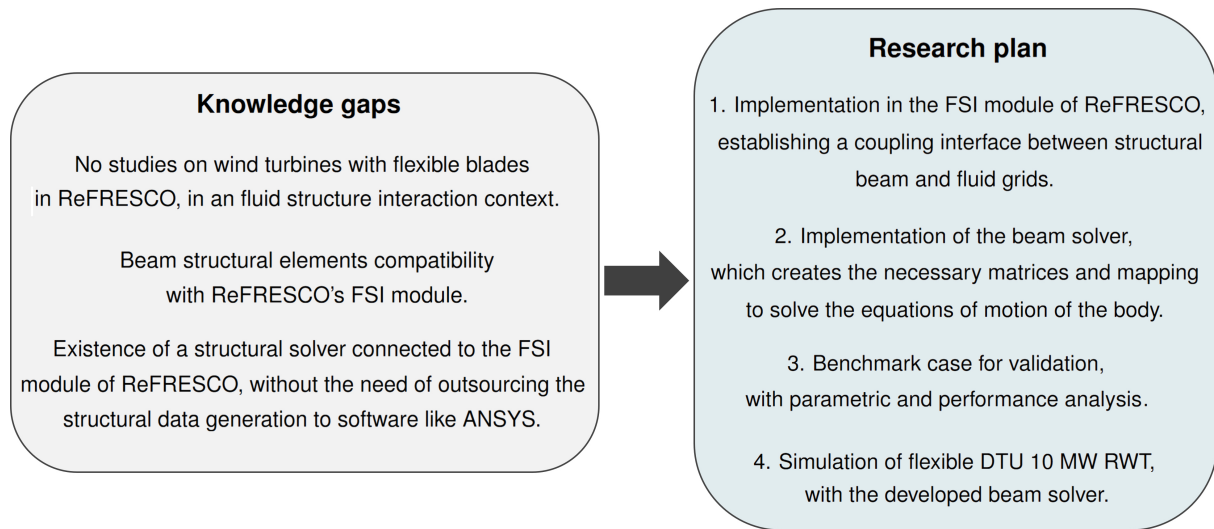 Knowledge gaps
No studies on wind turbines with flexible blades
in ReFRESCO, in an fluid structure interaction context.
Beam structural elements compatibility
with ReFRESCO's FSI module.
Existence of a structural solver connected to the FSI
module of ReFRESCO, without the need of outsourcing the
structural data generation to software like ANSYS.
Research plan
1. Implementation in the FSI module of ReFRESCO,
establishing a coupling interface between structural
beam and fluid grids.
2. Implementation of the beam solver,
which creates the necessary matrices and mapping
to solve the equations of motion of the body.
3. Benchmark case for validation,
with parametric and performance analysis.
4. Simulation of flexible DTU 10 MW RWT,
with the developed beam solver.